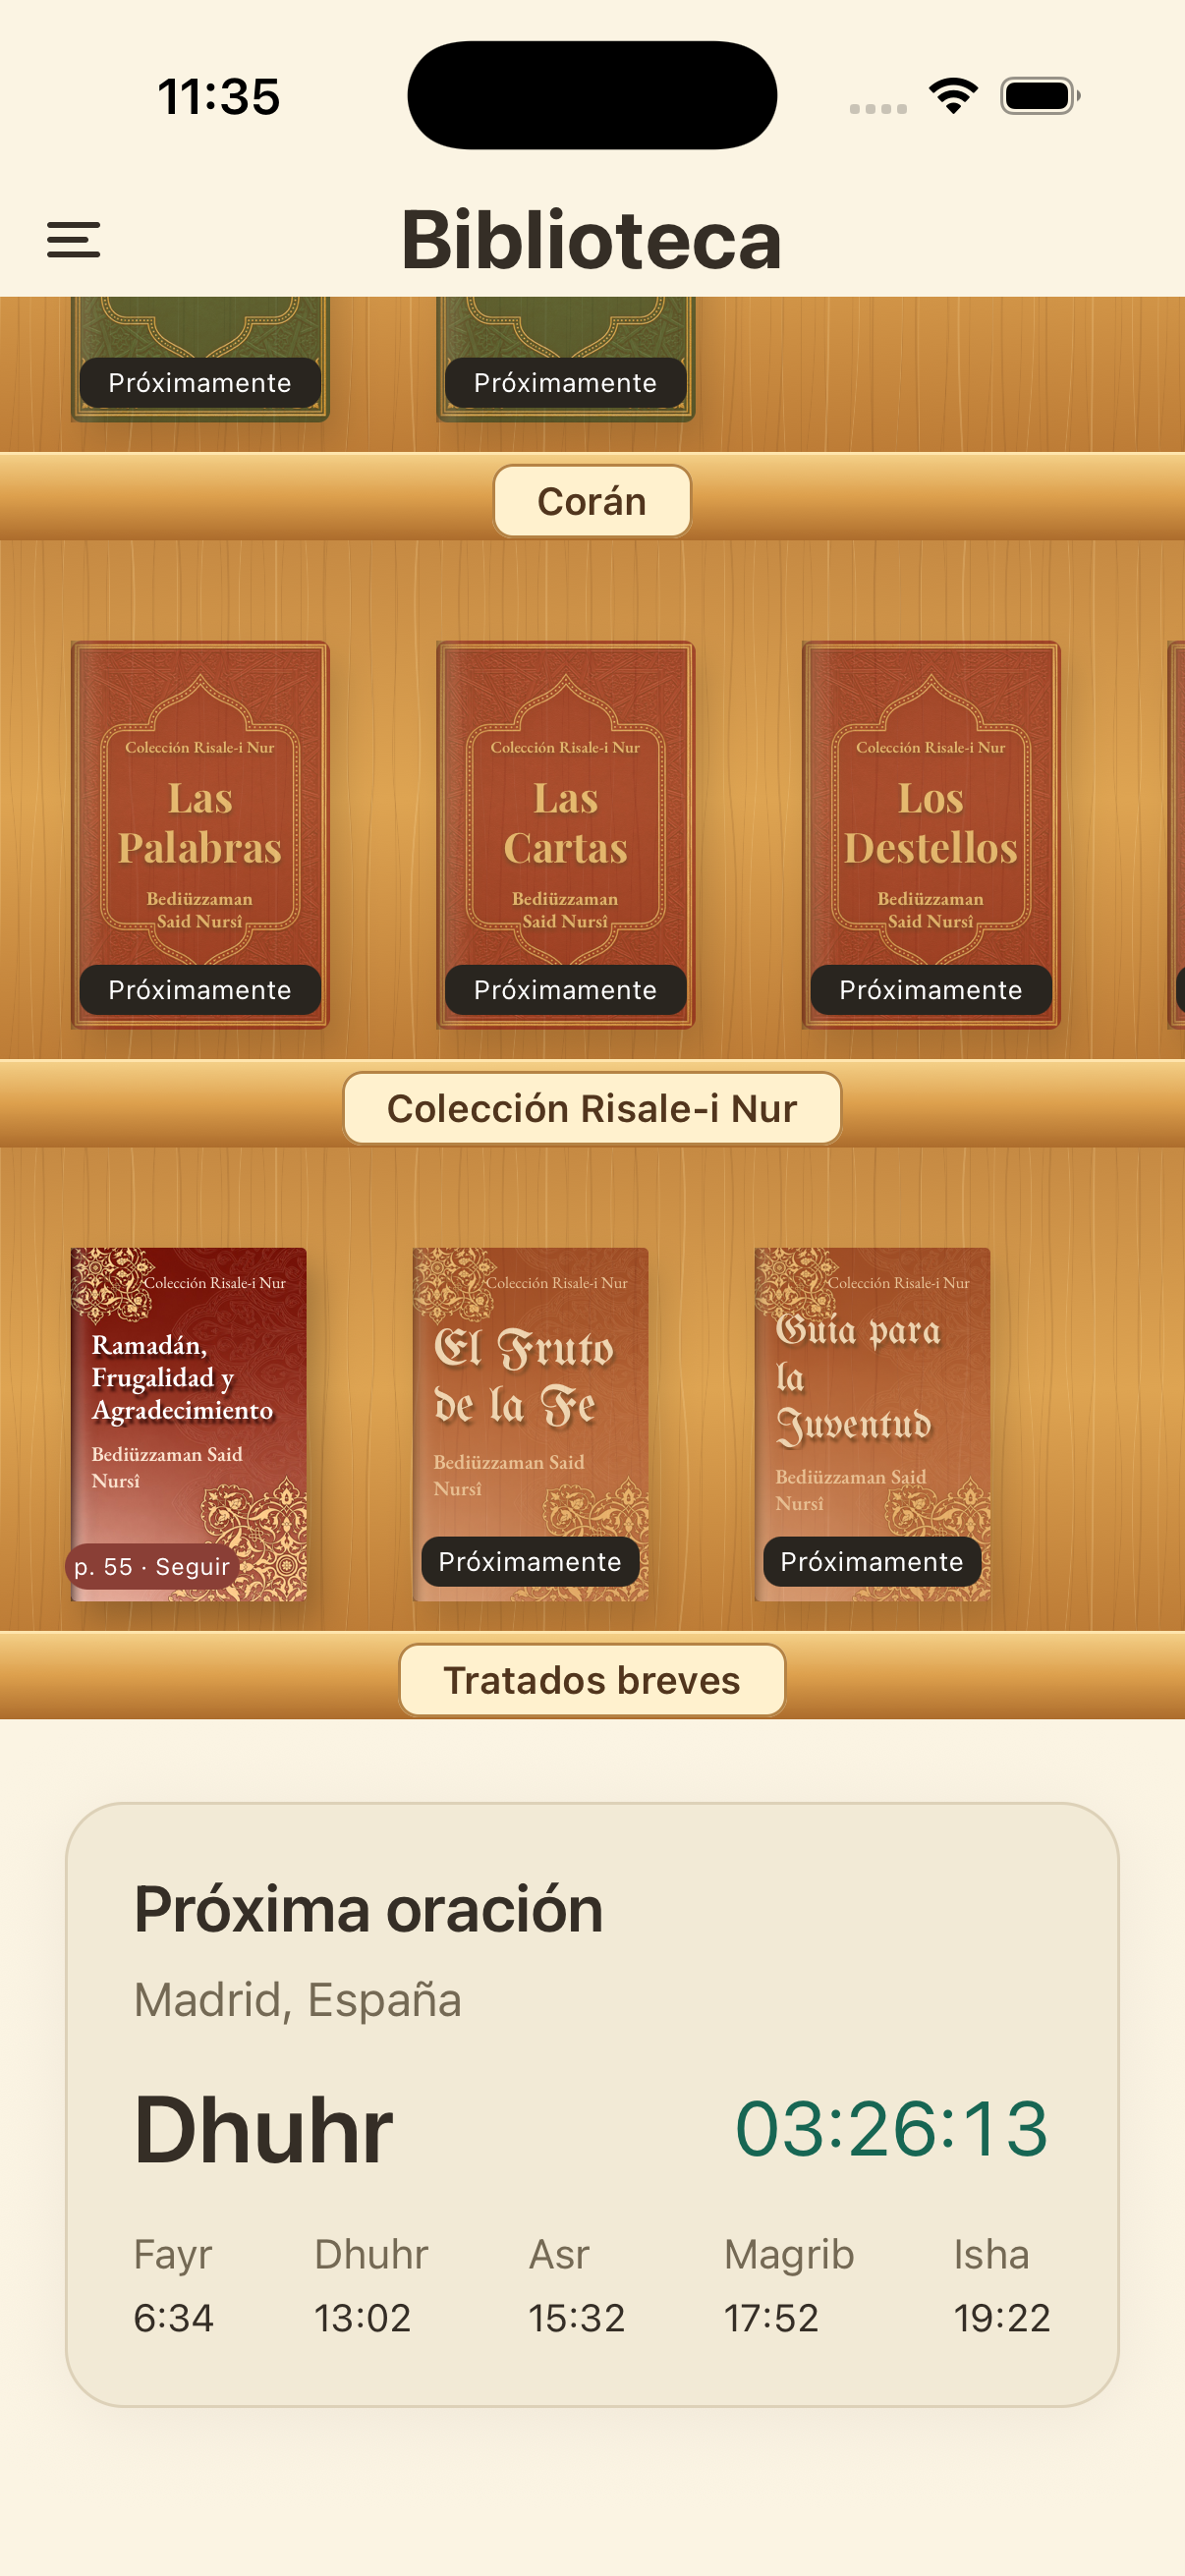 11:35
Biblioteca
Próximamente
Próximamente
Corán
Colección Risale-i Nur
Las
Palabras
Bediüzzaman
Said Nursî
Próximamente
Colección Risale-i Nur
Las
Cartas
Bediüzzaman
Said Nursî
Próximamente
Colección Risale-i Nur
Los
Destellos
Bediüzzaman
Said Nursî
Próximamente
Colección Risale-i Nur
Colección Risale-i Nur
Ramadán,
Frugalidad y
Agradecimiento
Bediüzzaman Said
Nursî
p. 55 · Seguir
Colección Risale-i Nur
El Fruto
de la Fe
Bediüzzaman Said
Nursî
Próximamente
Colección Risale-i Nur
Guía para
la
Juventud
Bediüzzaman Said
Nursî
Próximamente
Tratados breves
Próxima oración
Madrid, España
Dhuhr 03:26:13
Fayr Dhuhr Asr Magrib Isha
6:34 13:02 15:32 17:52 19:22